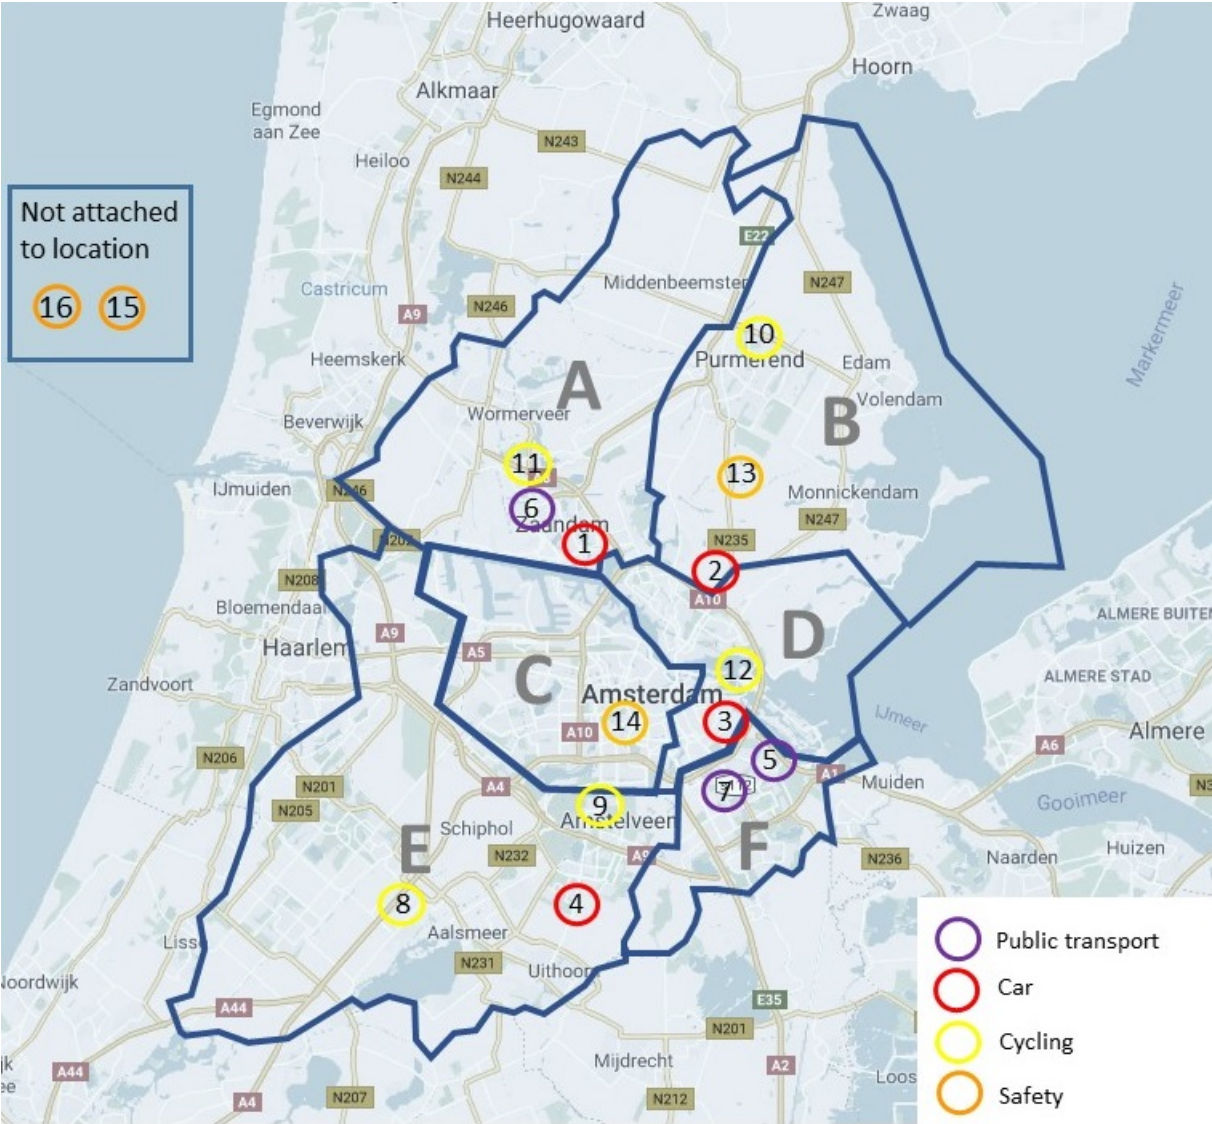 Heerhugowaard
Zwaag
Hoorn
Alkmaar
Egmond
aan Zee
N243
Heiloo
N244
Not attached
to location
16 15
E22
Middenbeemster
N247
Castricum
N246
A9
Markermeer
10
Heemskerk
Purmerend
Edam
A
Volendam
B
Wormerveer
Beverwijk
11
13
IJmuiden
N246
Monnickendam
6
Zaandam
N247
1
N235
2
N208
A10
Bloemendaal
ALMERE BUITEN
A9
D
Haarlem
A5
12
C
ALMERE STAD
Zandvoort
Amsterdam
14
3
IJmeer
A10
Almere
A6
N206
5
A1
Muiden
N201
A4
7
9
Gooimeer
N205
Amstelveen
Schiphol
E
F
N232
A9
N236
Naarden
Huizen
8
4
Aalsmeer
Lisse
N231
Uithoorn
Public transport
Noordwijk
Car
A44
E35
N201
Cycling
Mijdrecht
A2
A44
Loos
N207
N212
A4
Safety